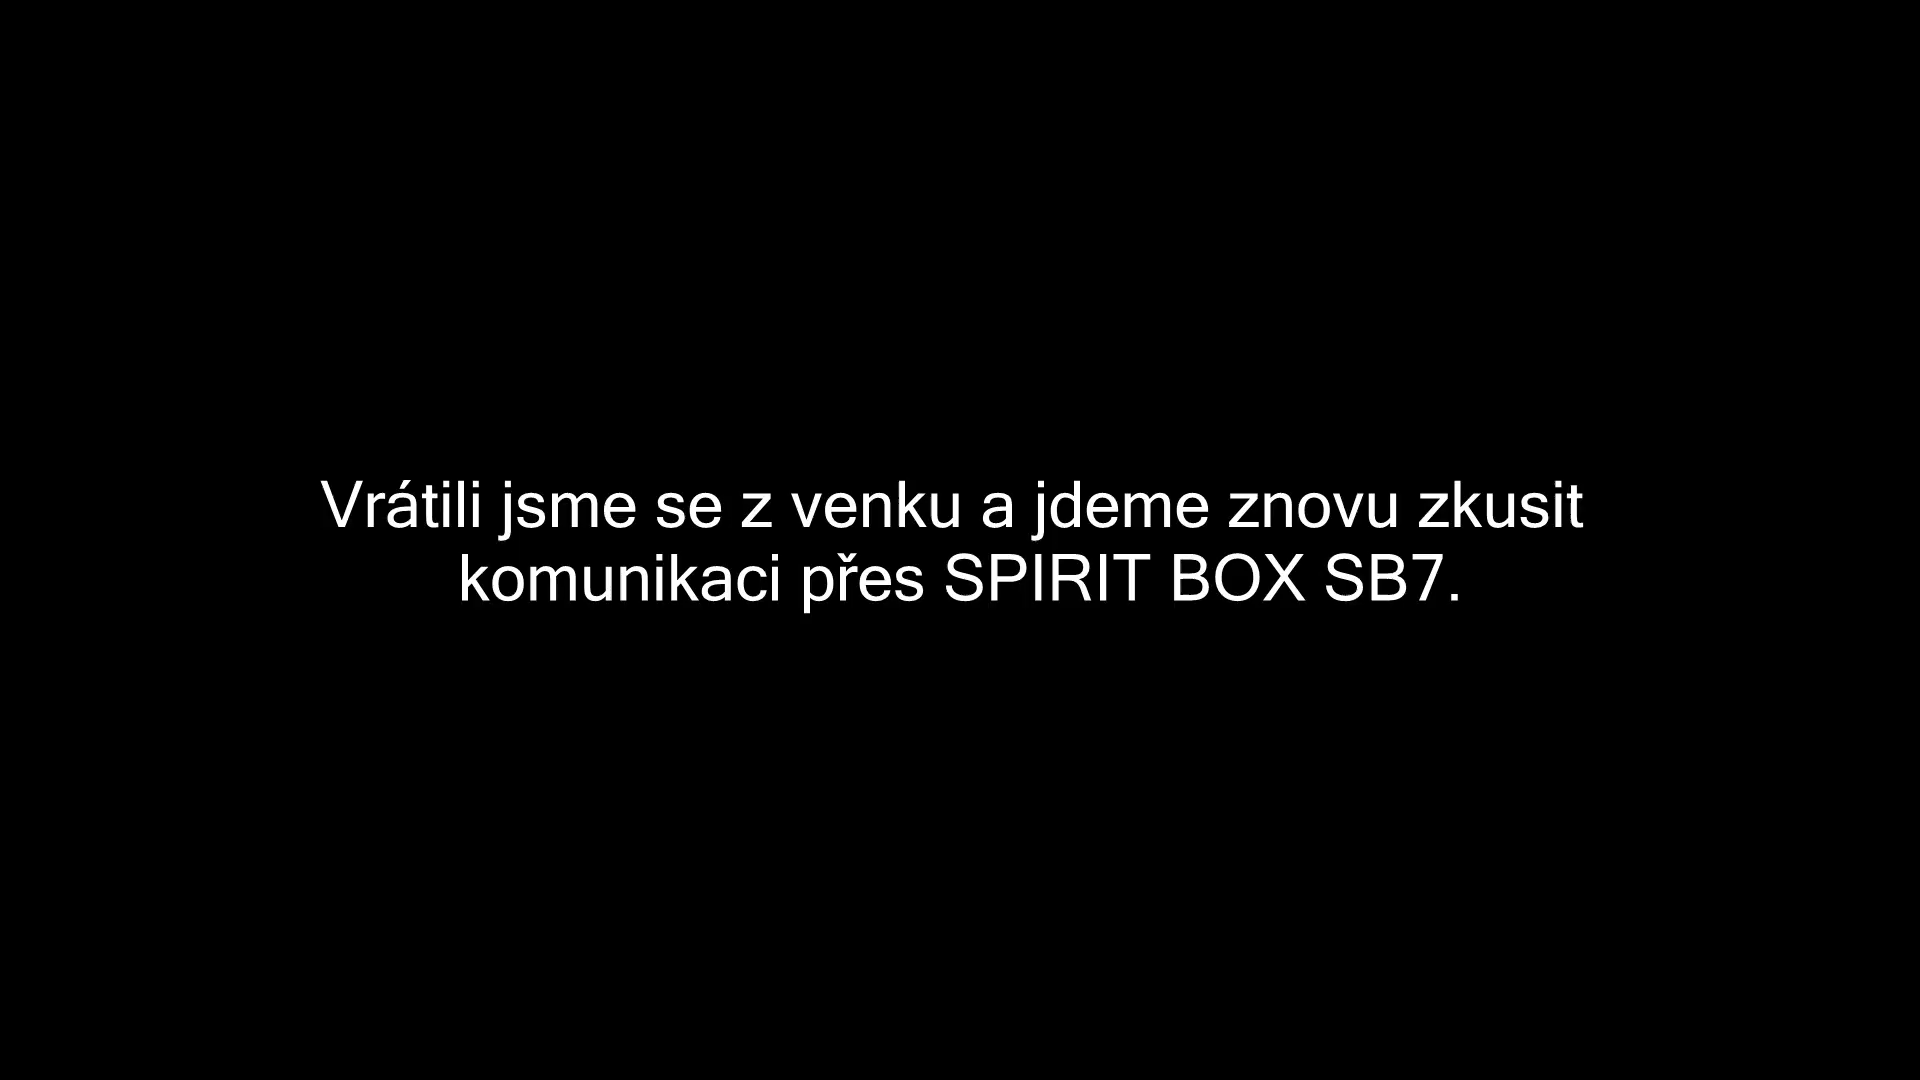 Vrátili jsme se z venku a jdeme znovu zkusit
komunikaci přes SPIRIT BOX SB7.